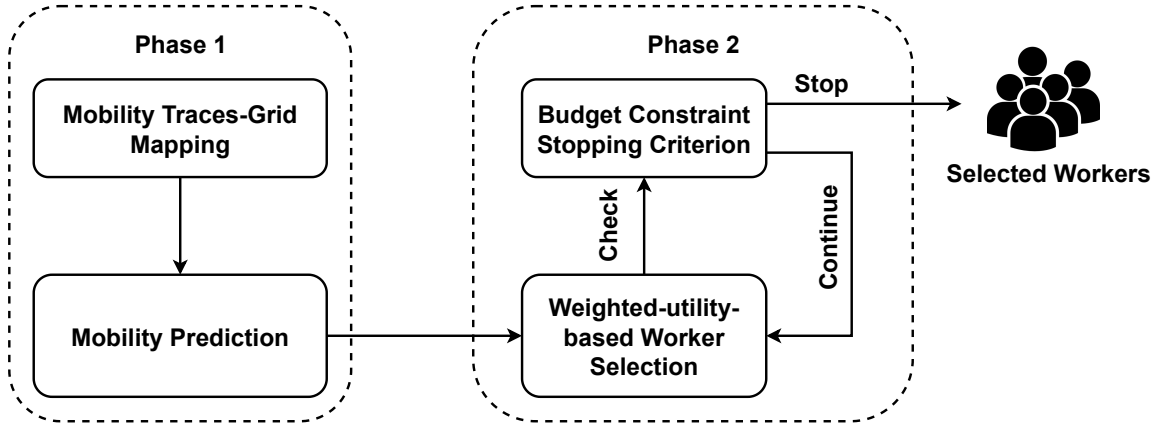 Phase 1
Mobility Traces-Grid
Mapping
Mobility Prediction
Phase 2
Budget Constraint
Stopping Criterion
Stop
Check
Continue
Weighted-utility-
based Worker
Selection
Selected Workers